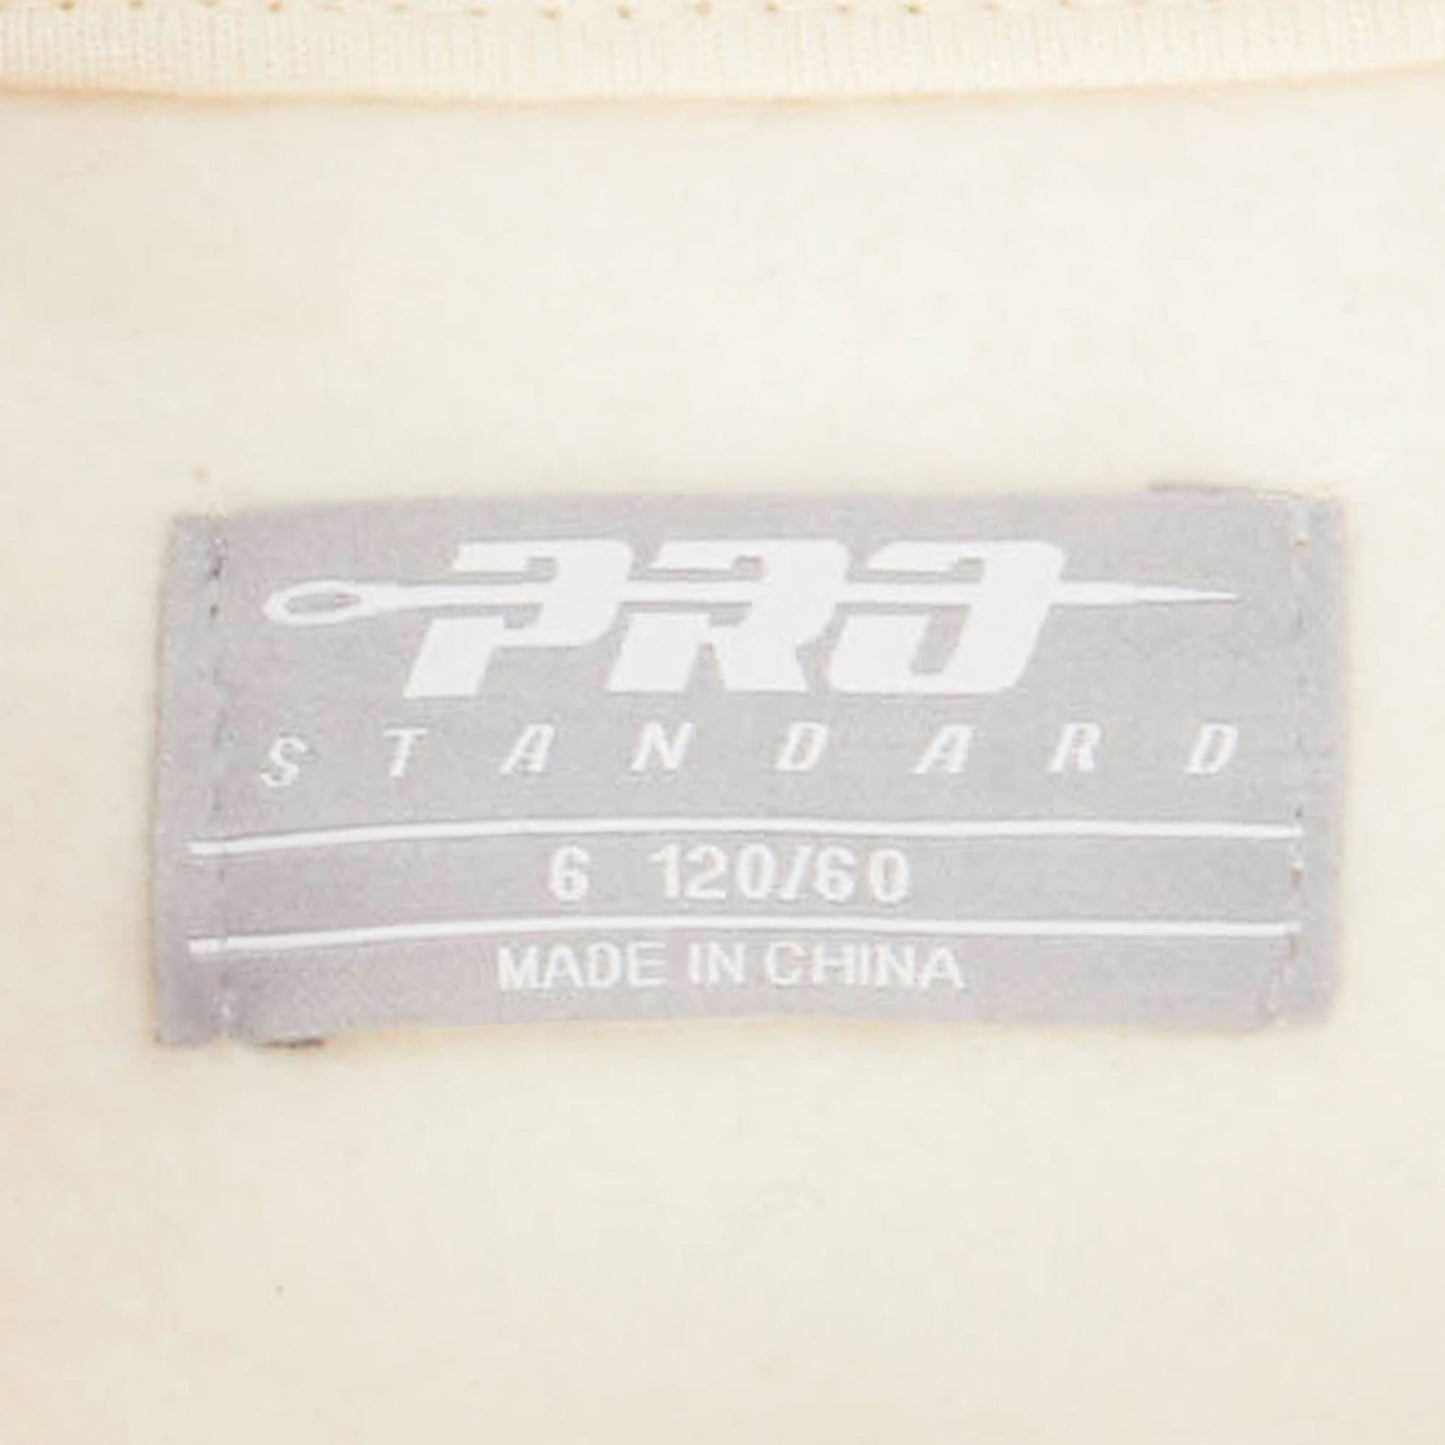 PRO
STANDARD
6 120/60
MADE IN CHINA